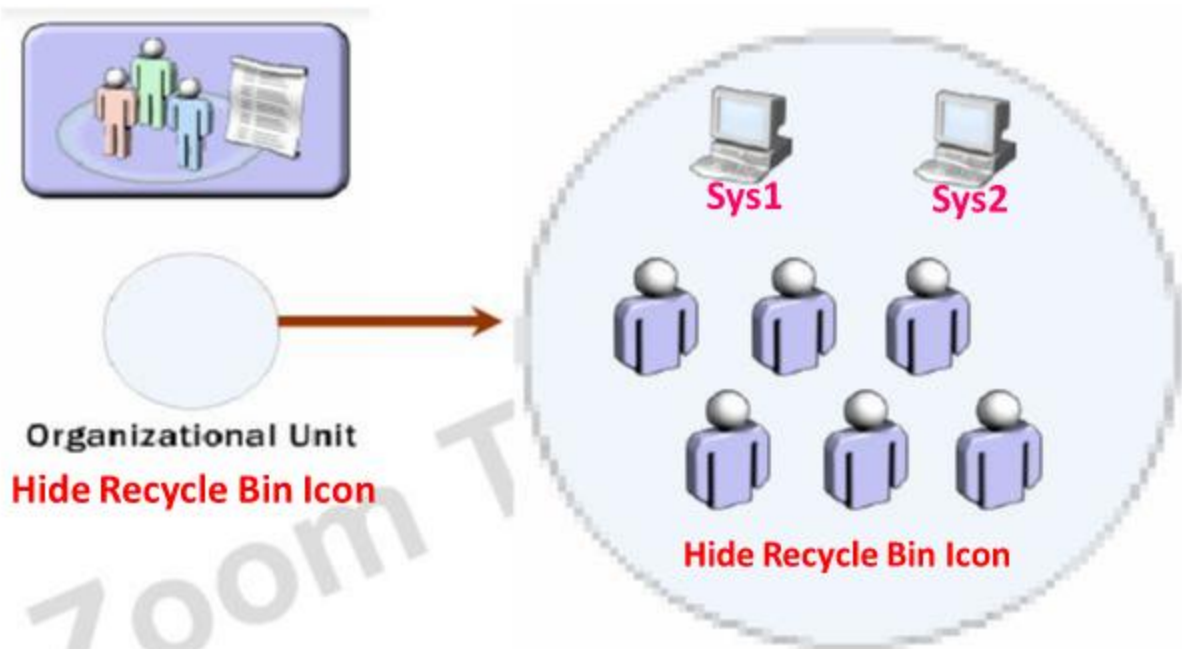 Sys1
Sys2
Organizational Unit
Hide Recycle Bin Icon
Hide Recycle Bin Icon
Zoom